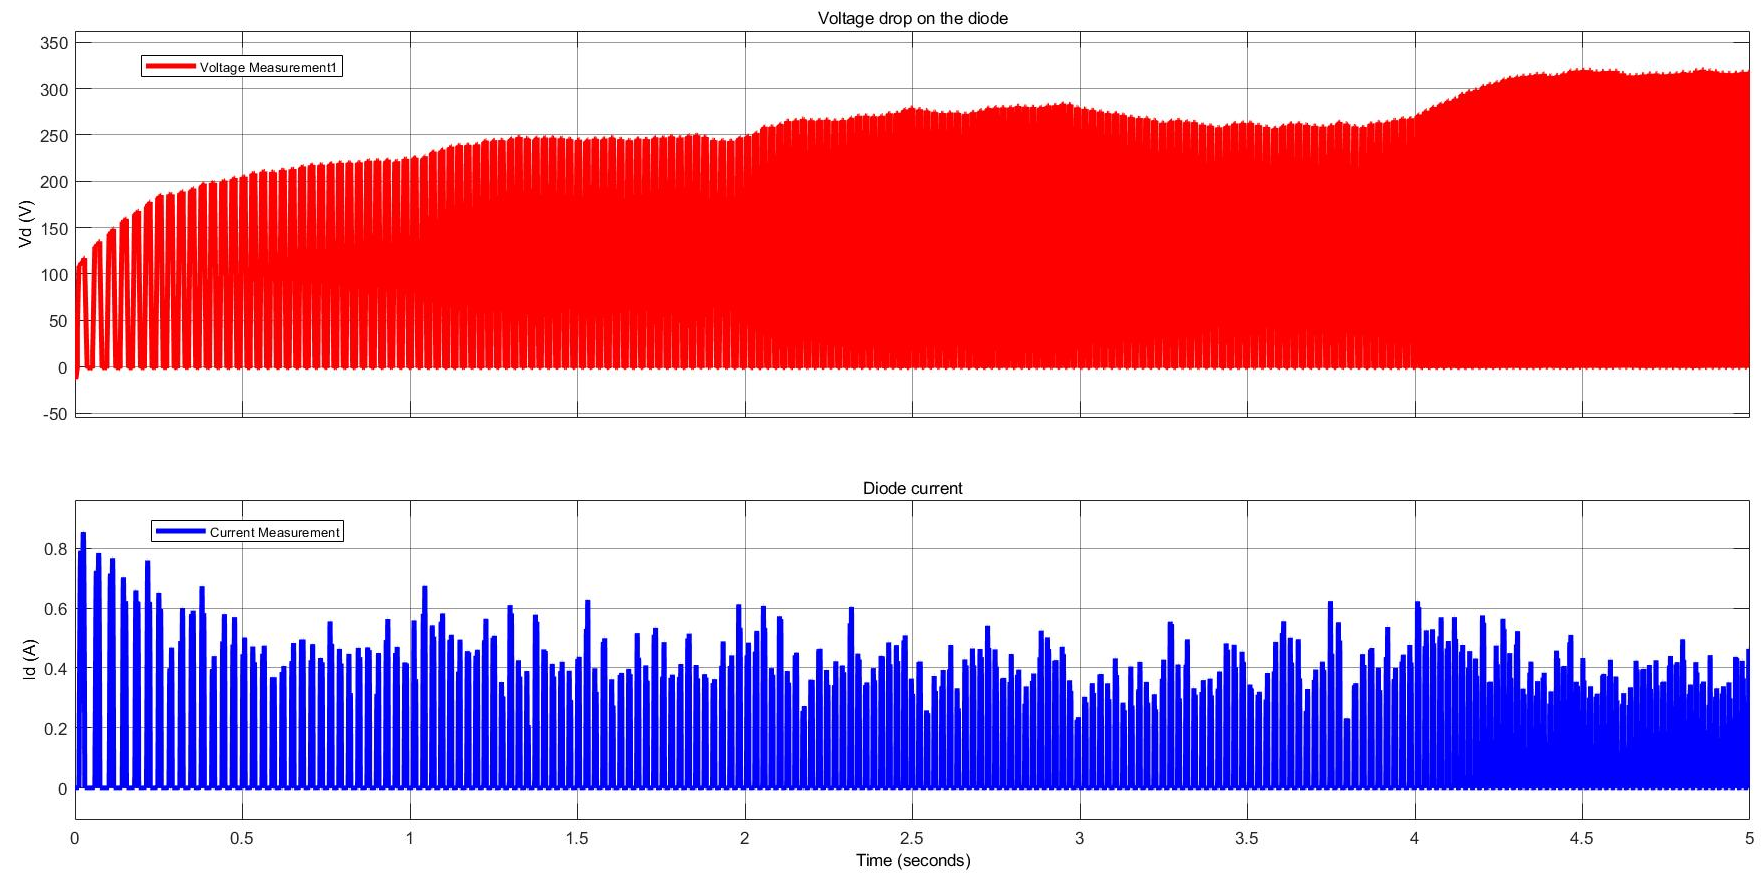 Voltage drop on the diode
350
300
250
200
150
100
50
0
-50
Vd (V)
Voltage Measurement1
Diode current
0.8
0.6
0.4
0.2
0
Id (A)
Current Measurement
0 0.5 1 1.5 2 2.5 3 3.5 4 4.5 5
Time (seconds)